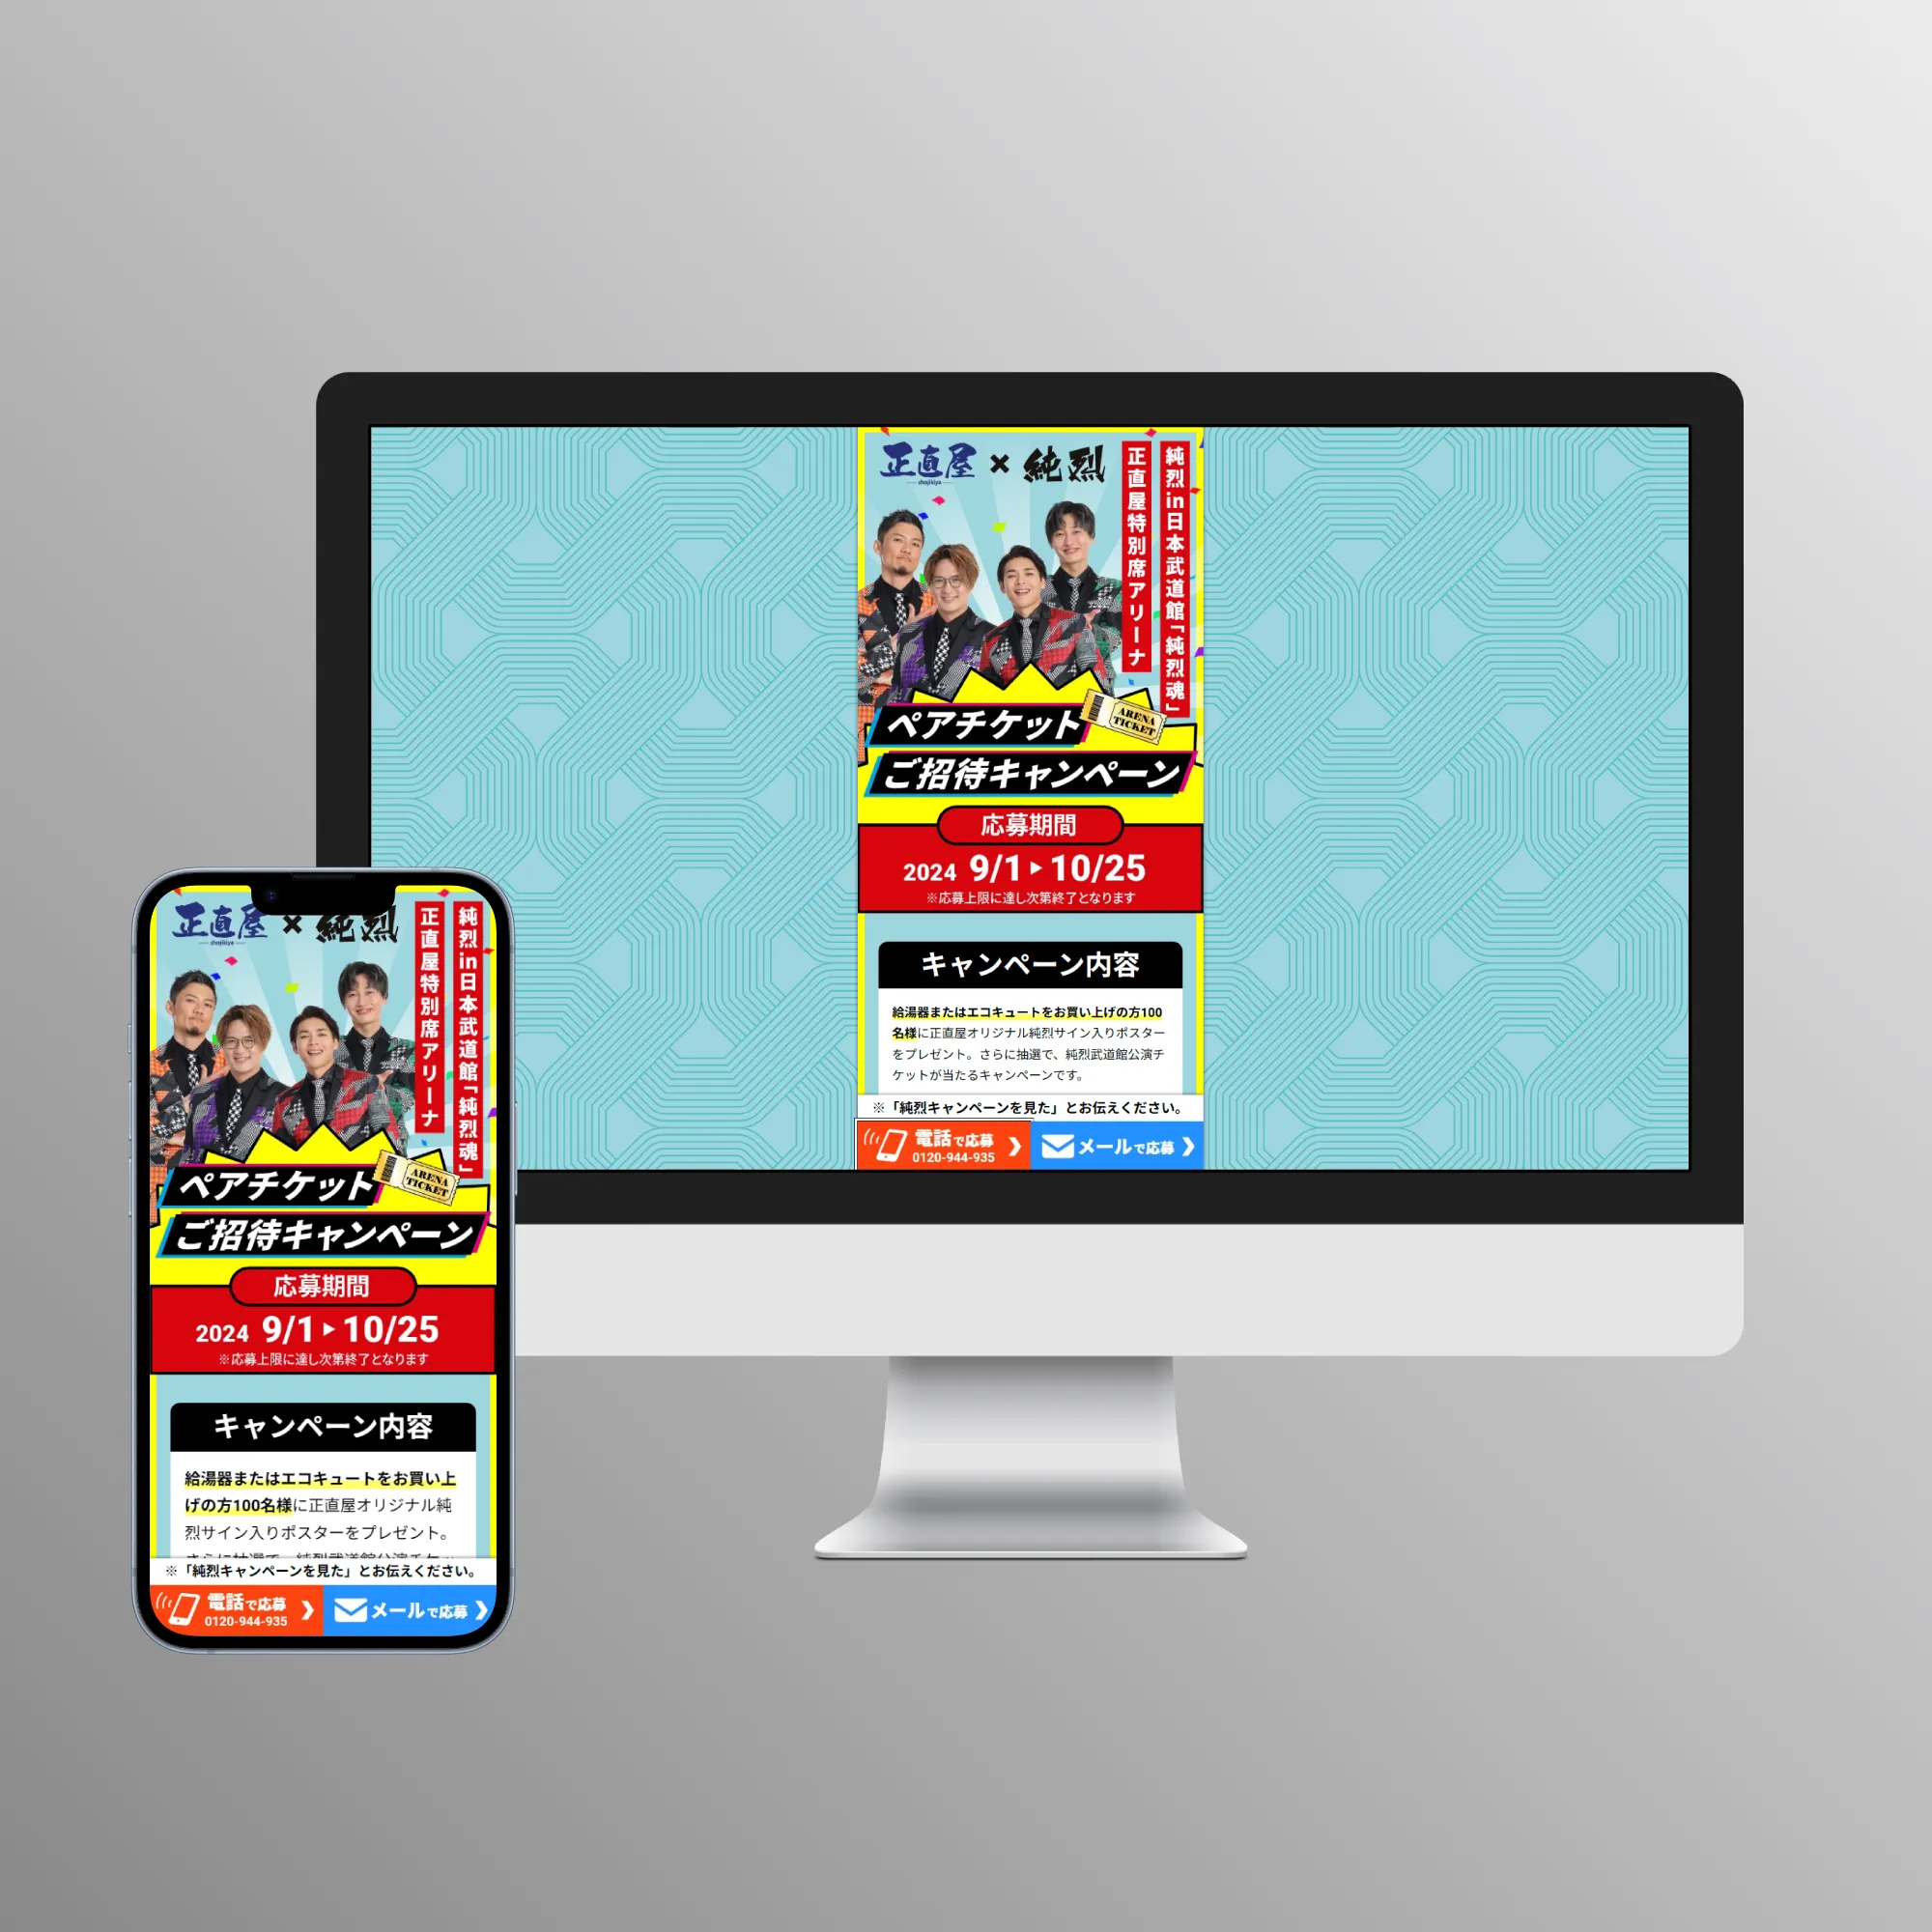 正直屋 × 純烈
shojikiya
純烈in日本武道館「純烈魂」
正直屋特別席アリーナ
ARENA
TICKET
ペアチケット
ご招待キャンペーン
応募期間
2024 9/1 ▶ 10/25
※応募上限に達し次第終了となります
キャンペーン内容
給湯器またはエコキュートをお買い上げの方100
名様に正直屋オリジナル純烈サイン入りポスター
をプレゼント。さらに抽選で、純烈武道館公演チ
ケットが当たるキャンペーンです。
※「純烈キャンペーンを見た」とお伝えください。
電話で応募
0120-944-935
メールで応募
正直屋 × 純烈
shojikiya
純烈in日本武道館「純烈魂」
正直屋特別席アリーナ
ARENA
TICKET
ペアチケット
ご招待キャンペーン
応募期間
2024 9/1 ▶ 10/25
※応募上限に達し次第終了となります
キャンペーン内容
給湯器またはエコキュートをお買い上
げの方100名様に正直屋オリジナル純
烈サイン入りポスターをプレゼント。
※「純烈キャンペーンを見た」とお伝えください。
電話で応募
0120-944-935
メールで応募